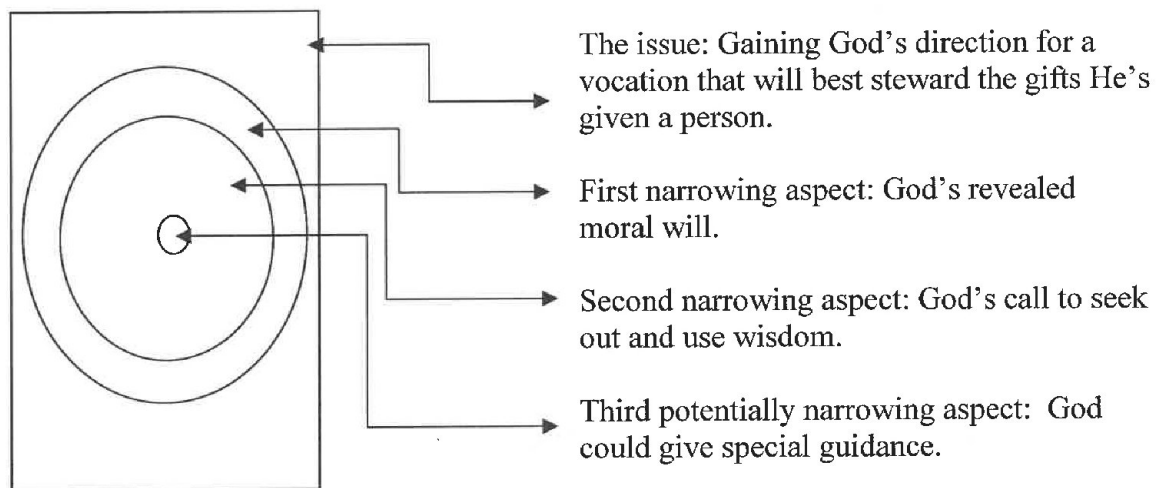 The issue: Gaining God’s direction for a
vocation that will best steward the gifts He’s
given a person.
First narrowing aspect: God’s revealed
moral will.
Second narrowing aspect: God’s call to seek
out and use wisdom.
Third potentially narrowing aspect:  God
could give special guidance.